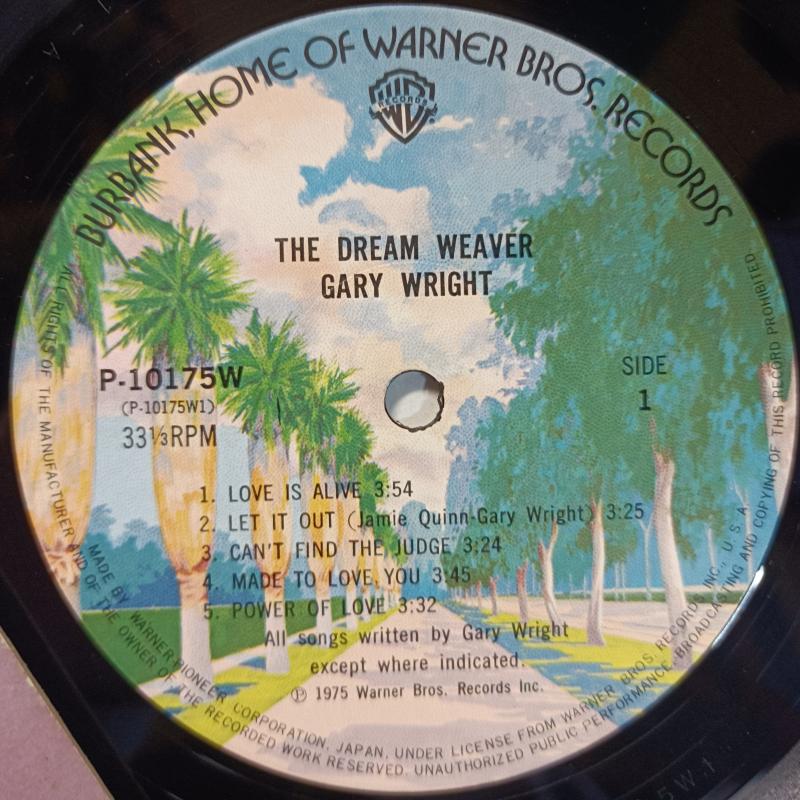 BURBANK, HOME OF WARNER BROS. RECORDS
RECORDS
THE DREAM WEAVER
GARY WRIGHT
P-10175W
(P-10175W1)
33⅓RPM
SIDE
1
1. LOVE IS ALIVE 3:54
2. LET IT OUT (Jamie Quinn-Gary Wright) 3:25
3. CAN'T FIND THE JUDGE 3:24
4. MADE TO LOVE YOU 3:45
5. POWER OF LOVE 3:32
All songs written by Gary Wright
except where indicated.
Ⓟ 1975 Warner Bros. Records Inc.
MADE BY WARNER-PIONEER CORPORATION, JAPAN, UNDER LICENSE FROM WARNER BROS. RECORDS INC., U.S.A.
ALL RIGHTS OF THE MANUFACTURER AND OF THE OWNER OF THE RECORDED WORK RESERVED. UNAUTHORIZED PUBLIC PERFORMANCE, BROADCASTING AND COPYING OF THIS RECORD PROHIBITED.